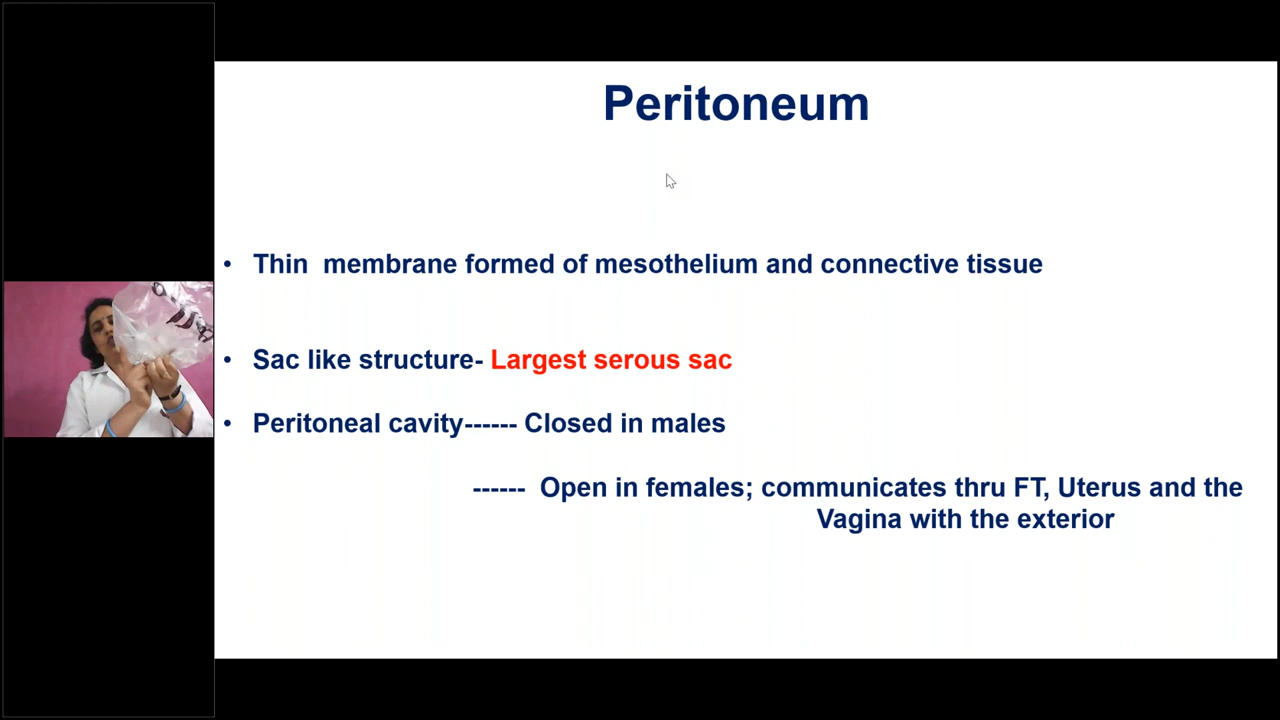 Peritoneum
• Thin membrane formed of mesothelium and connective tissue
• Sac like structure- Largest serous sac
• Peritoneal cavity------ Closed in males
------ Open in females; communicates thru FT, Uterus and the
Vagina with the exterior